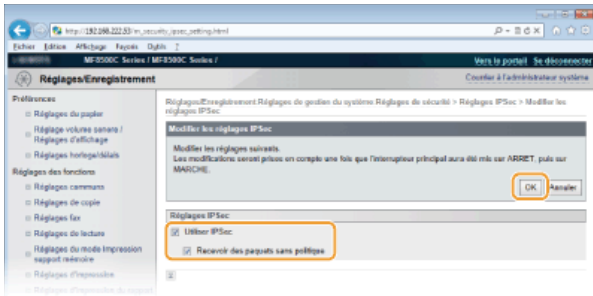 http://192.168.222.53/m_security_ipsec_setting.html
Fichier Edition Affichage Favoris Outils ?
MF8500C Series / MF8500C Series /
Vers le portail Se déconnecter
Réglages/Enregistrement
Courrier à l'administrateur système
Préférences
Réglages du papier
Réglage volume sonore /
Réglages d'affichage
Réglages horloge/délais
Réglages des fonctions
Réglages communs
Réglages de copie
Réglages fax
Réglages de lecture
Réglages du mode Impression
support mémoire
Réglages d'impression
Réglages/Enregistrement:Réglages de gestion du système:Réglages de sécurité > Réglages IPSec > Modifier les
réglages IPSec
Modifier les réglages IPSec
Modifier les réglages suivants.
Les modifications seront prises en compte une fois que l'interrupteur principal aura été mis sur ARRET, puis sur
MARCHE.
OK Annuler
Réglages IPSec
Utiliser IPSec
Recevoir des paquets sans politique